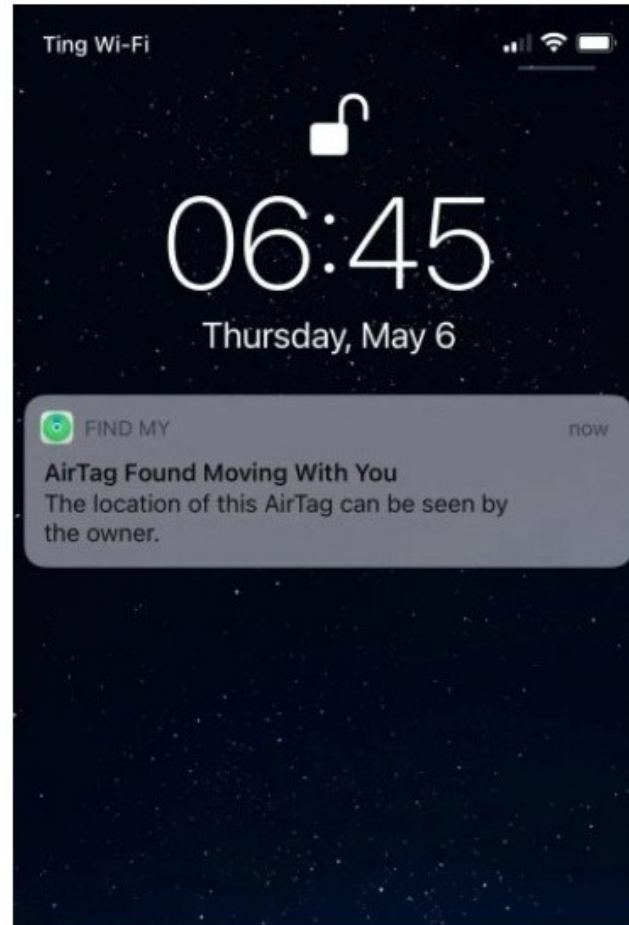 Ting Wi-Fi
06:45
Thursday, May 6
FIND MY now
AirTag Found Moving With You
The location of this AirTag can be seen by
the owner.